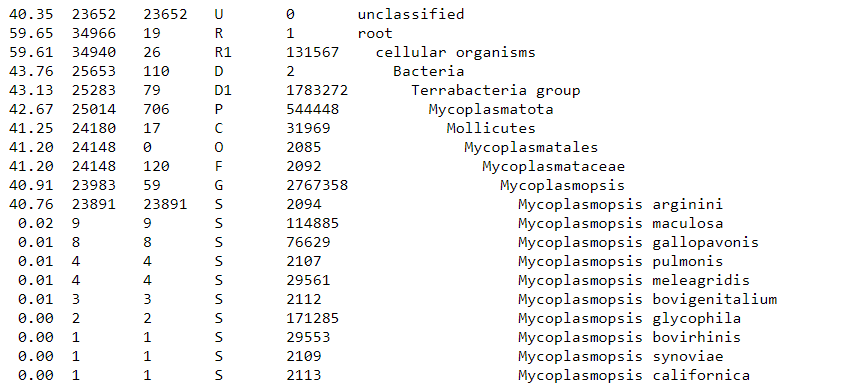 40.35 23652 23652 U 0 unclassified
59.65 34966 19 R 1 root
59.61 34940 26 R1 131567 cellular organisms
43.76 25653 110 D 2 Bacteria
43.13 25283 79 D1 1783272 Terrabacteria group
42.67 25014 706 P 544448 Mycoplasmatota
41.25 24180 17 C 31969 Mollicutes
41.20 24148 0 O 2085 Mycoplasmatales
41.20 24148 120 F 2092 Mycoplasmataceae
40.91 23983 59 G 2767358 Mycoplasmopsis
40.76 23891 23891 S 2094 Mycoplasmopsis arginini
0.02 9 9 S 114885 Mycoplasmopsis maculosa
0.01 8 8 S 76629 Mycoplasmopsis gallopavonis
0.01 4 4 S 2107 Mycoplasmopsis pulmonis
0.01 4 4 S 29561 Mycoplasmopsis meleagridis
0.01 3 3 S 2112 Mycoplasmopsis bovigenitalium
0.00 2 2 S 171285 Mycoplasmopsis glycophila
0.00 1 1 S 29553 Mycoplasmopsis bovirhinis
0.00 1 1 S 2109 Mycoplasmopsis synoviae
0.00 1 1 S 2113 Mycoplasmopsis californica